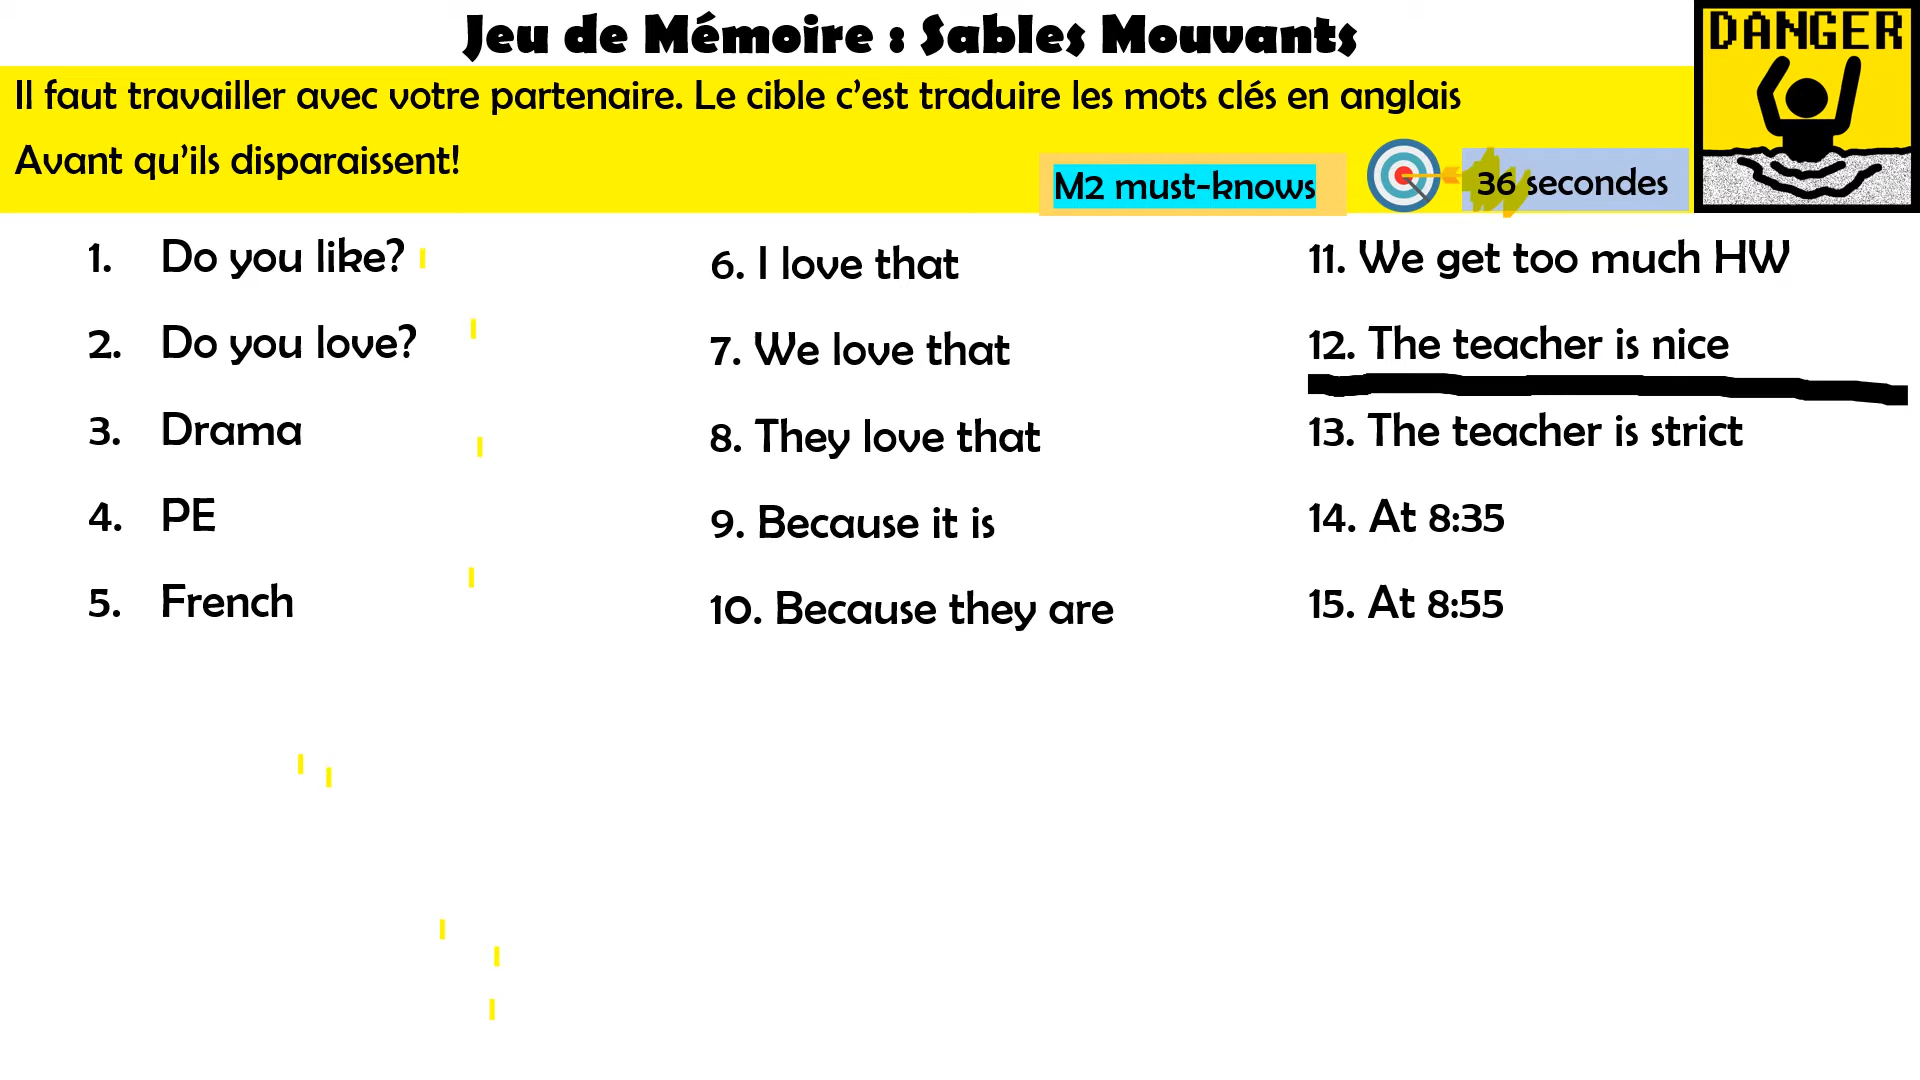 Jeu de Mémoire : Sables Mouvants
DANGER
Il faut travailler avec votre partenaire. Le cible c’est traduire les mots clés en anglais
Avant qu’ils disparaissent!
M2 must-knows
36 secondes
1. Do you like?
2. Do you love?
3. Drama
4. PE
5. French
6. I love that
7. We love that
8. They love that
9. Because it is
10. Because they are
11. We get too much HW
12. The teacher is nice
13. The teacher is strict
14. At 8:35
15. At 8:55